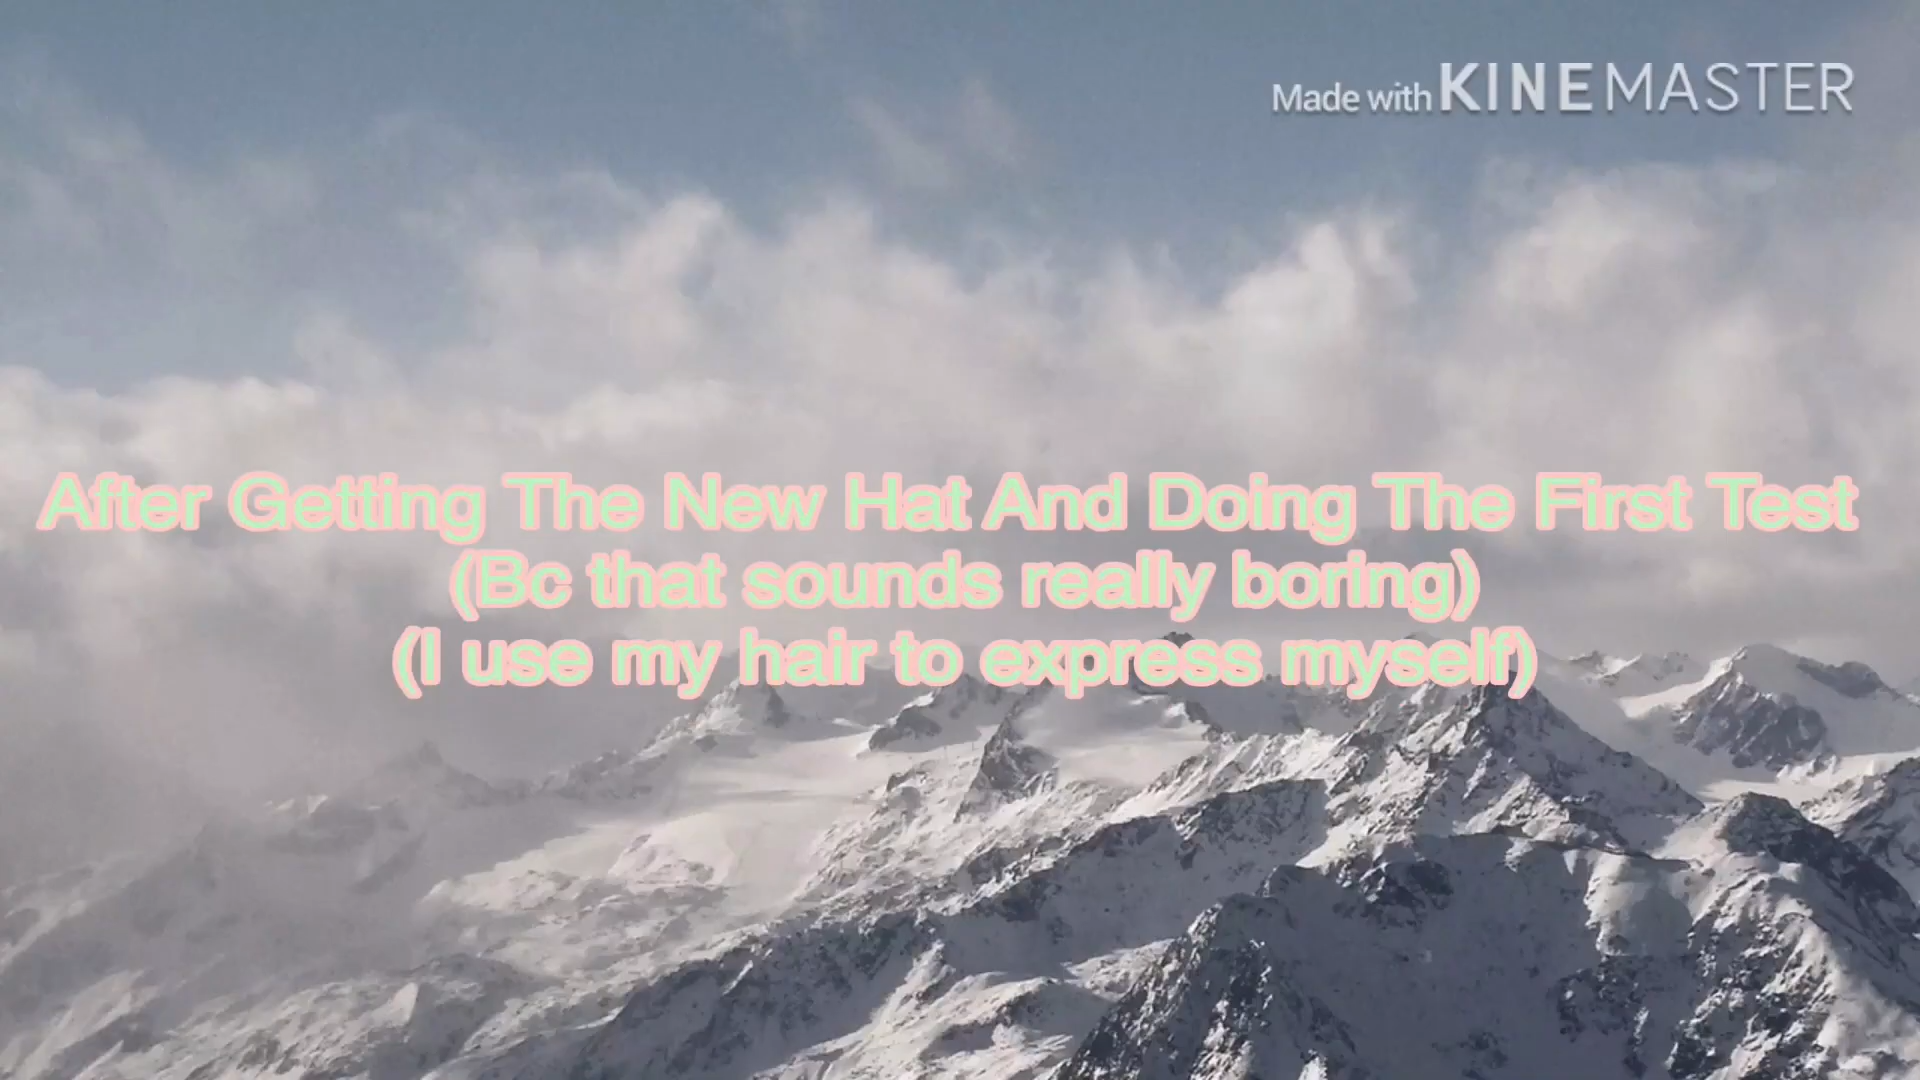 Made with KINEMASTER
After Getting The New Hat And Doing The First Test
(Bc that sounds really boring)
(I use my hair to express myself)